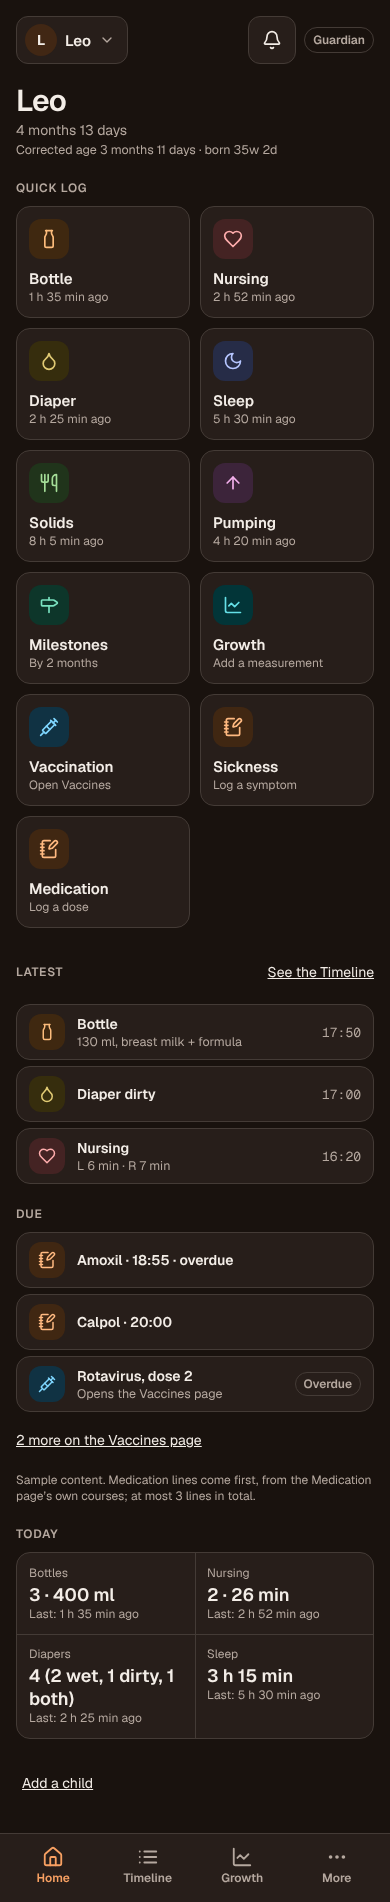 L Leo
Guardian
Leo
4 months 13 days
Corrected age 3 months 11 days · born 35w 2d
QUICK LOG
Bottle
1 h 35 min ago
Nursing
2 h 52 min ago
Diaper
2 h 25 min ago
Sleep
5 h 30 min ago
Solids
8 h 5 min ago
Pumping
4 h 20 min ago
Milestones
By 2 months
Growth
Add a measurement
Vaccination
Open Vaccines
Sickness
Log a symptom
Medication
Log a dose
LATEST
See the Timeline
Bottle
130 ml, breast milk + formula
17:50
Diaper dirty
17:00
Nursing
L 6 min · R 7 min
16:20
DUE
Amoxil · 18:55 · overdue
Calpol · 20:00
Rotavirus, dose 2
Opens the Vaccines page
Overdue
2 more on the Vaccines page
Sample content. Medication lines come first, from the Medication
page's own courses; at most 3 lines in total.
TODAY
Bottles
3 · 400 ml
Last: 1 h 35 min ago
Nursing
2 · 26 min
Last: 2 h 52 min ago
Diapers
4 (2 wet, 1 dirty, 1
both)
Last: 2 h 25 min ago
Sleep
3 h 15 min
Last: 5 h 30 min ago
Add a child
Home
Timeline
Growth
More